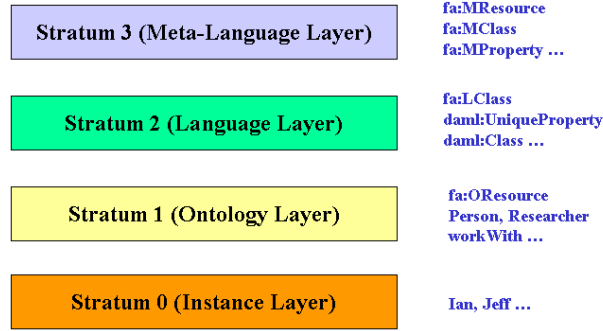 Stratum 3 (Meta-Language Layer)
fa:MResource
fa:MClass
fa:MProperty ...
Stratum 2 (Language Layer)
fa:LClass
daml:UniqueProperty
daml:Class ...
Stratum 1 (Ontology Layer)
fa:OResource
Person, Researcher
workWith ...
Stratum 0 (Instance Layer)
Ian, Jeff ...